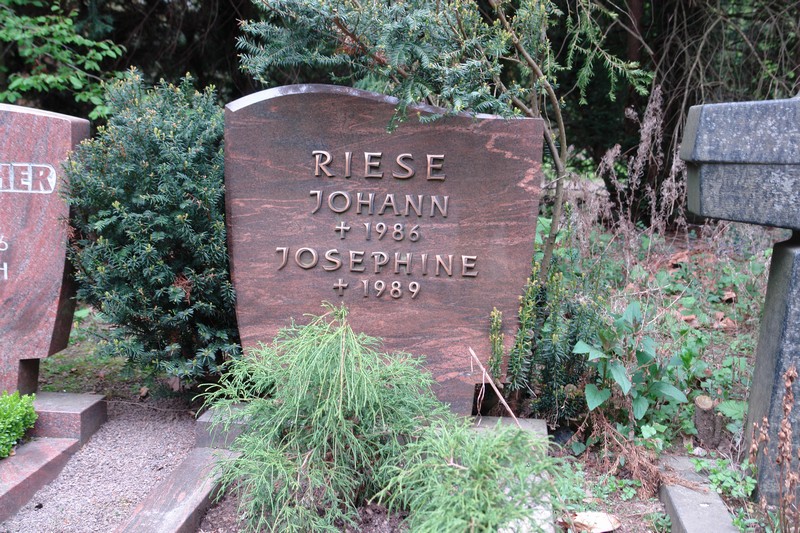 RIESE
JOHANN
✝ 1986
JOSEPHINE
✝ 1989